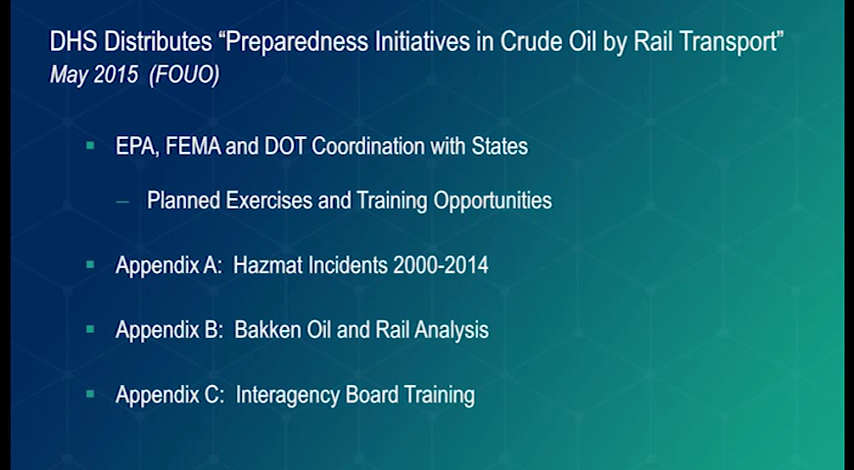 DHS Distributes “Preparedness Initiatives in Crude Oil by Rail Transport”
May 2015 (FOUO)
▪ EPA, FEMA and DOT Coordination with States
– Planned Exercises and Training Opportunities
▪ Appendix A: Hazmat Incidents 2000-2014
▪ Appendix B: Bakken Oil and Rail Analysis
▪ Appendix C: Interagency Board Training